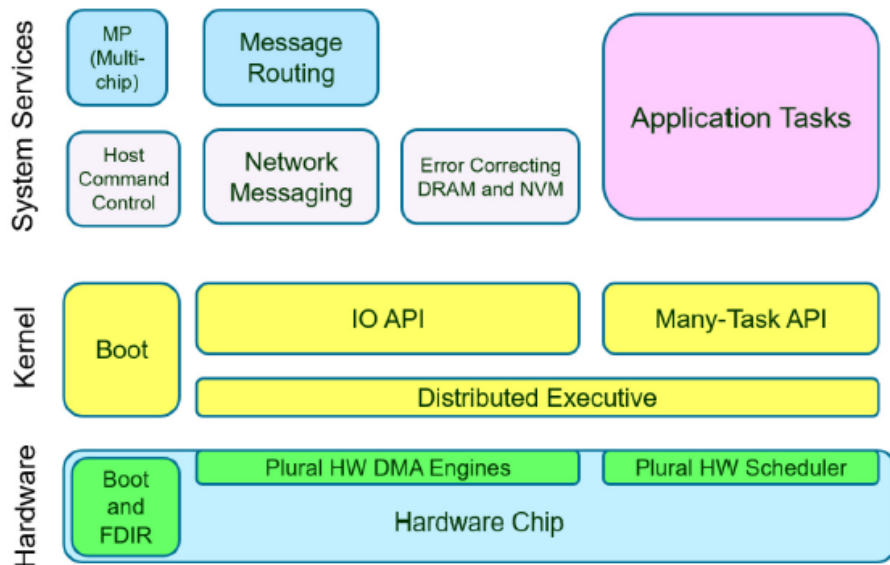 System Services
MP
(Multi-
chip)
Message
Routing
Application Tasks
Host
Command
Control
Network
Messaging
Error Correcting
DRAM and NVM
Kernel
Boot
IO API
Many-Task API
Distributed Executive
Hardware
Boot
and
FDIR
Plural HW DMA Engines
Plural HW Scheduler
Hardware Chip